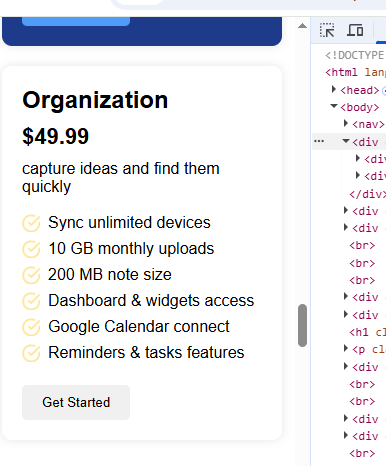 Organization
$49.99
capture ideas and find them
quickly
Sync unlimited devices
10 GB monthly uploads
200 MB note size
Dashboard & widgets access
Google Calendar connect
Reminders & tasks features
Get Started
<!DOCTYPE
<html lang
<head>
<body>
<nav>
<div
<div
<div
</div>
<div
<div
<br>
<br>
<br>
<div
<div
<h1 cl
<p cla
<div
<br>
<br>
<div
<div
<br>